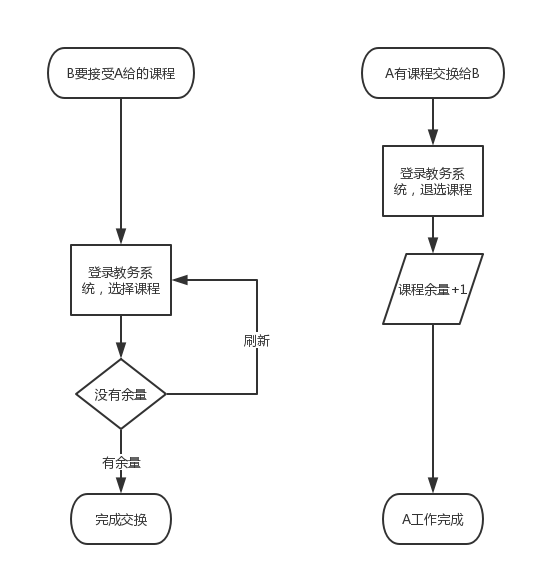 B要接受A给的课程
登录教务系
统，选择课程
刷新
没有余量
有余量
完成交换
A有课程交换给B
登录教务系
统，退选课程
课程余量+1
A工作完成